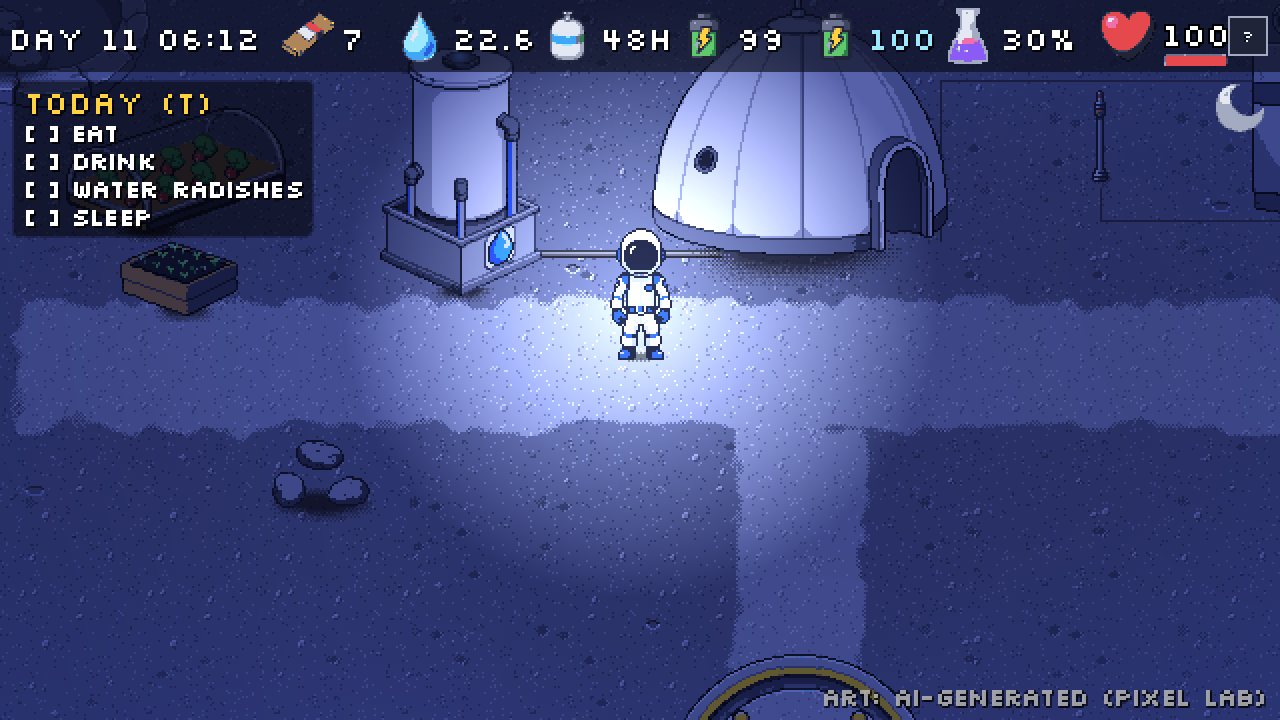 DAY 11 06:12 7 22.6 48H 99 100 30% 100 ?
TODAY (T)
[ ] EAT
[ ] DRINK
[ ] WATER RADISHES
[ ] SLEEP
ART: AI-GENERATED (PIXEL LAB)